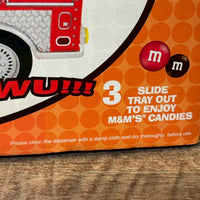 WU!!!
m
m
3 SLIDE
TRAY OUT
TO ENJOY
M&M'S® CANDIES
Please clean the dispenser with a damp cloth and dry thoroughly before use.